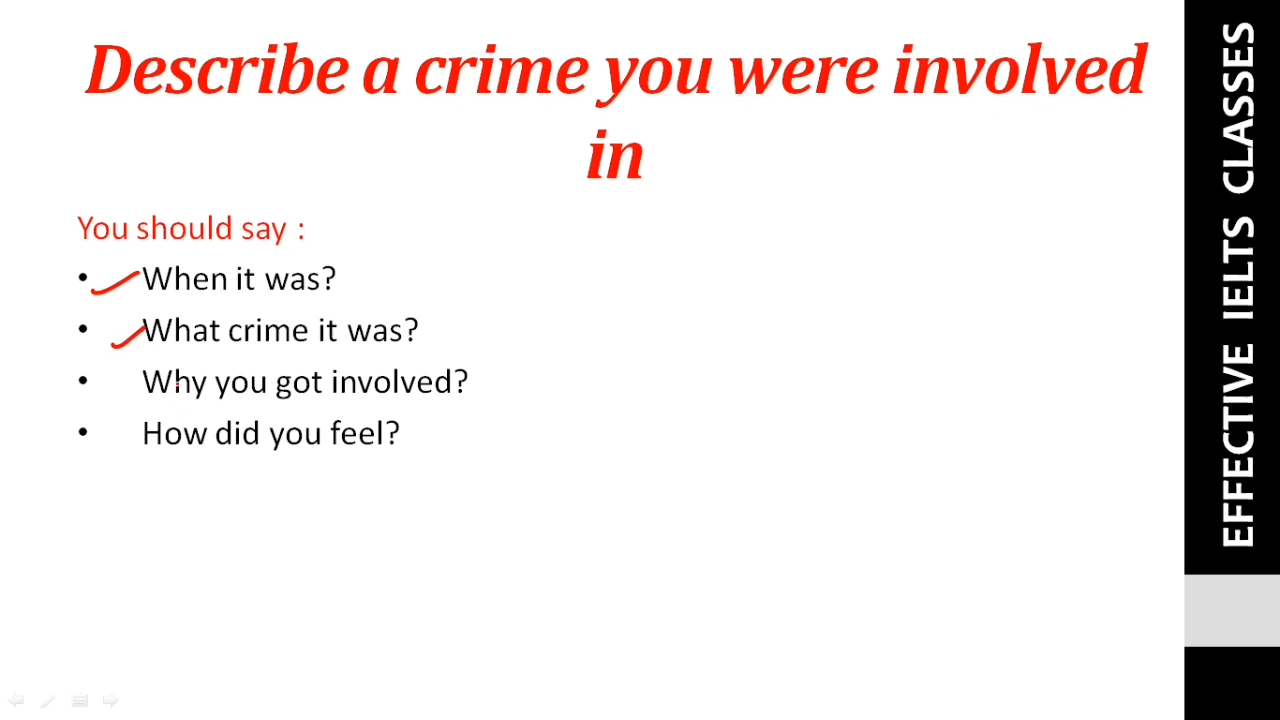 Describe a crime you were involved
in
You should say :
• When it was?
• What crime it was?
• Why you got involved?
• How did you feel?
EFFECTIVE IELTS CLASSES